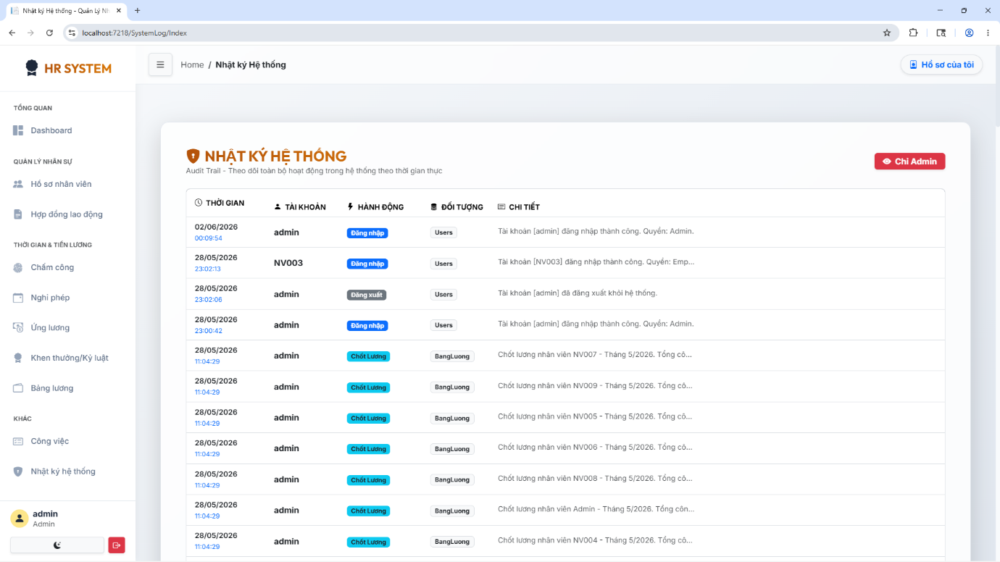 Nhật ký Hệ thống - Quản Lý Nh
localhost:7218/SystemLog/Index
HR SYSTEM
Home / Nhật ký Hệ thống
Hồ sơ của tôi
TỔNG QUAN
Dashboard
QUẢN LÝ NHÂN SỰ
Hồ sơ nhân viên
Hợp đồng lao động
THỜI GIAN & TIỀN LƯƠNG
Chấm công
Nghỉ phép
Ứng lương
Khen thưởng/Kỷ luật
Bảng lương
KHÁC
Công việc
Nhật ký hệ thống
admin
Admin
NHẬT KÝ HỆ THỐNG
Audit Trail - Theo dõi toàn bộ hoạt động trong hệ thống theo thời gian thực
Chỉ Admin
THỜI GIAN TÀI KHOẢN HÀNH ĐỘNG ĐỐI TƯỢNG CHI TIẾT
02/06/2026 00:09:54 admin Đăng nhập Users Tài khoản [admin] đăng nhập thành công. Quyền: Admin.
28/05/2026 23:02:13 NV003 Đăng nhập Users Tài khoản [NV003] đăng nhập thành công. Quyền: Emp...
28/05/2026 23:02:06 admin Đăng xuất Users Tài khoản [admin] đã đăng xuất khỏi hệ thống.
28/05/2026 23:00:42 admin Đăng nhập Users Tài khoản [admin] đăng nhập thành công. Quyền: Admin.
28/05/2026 11:04:29 admin Chốt Lương BangLuong Chốt lương nhân viên NV007 - Tháng 5/2026. Tổng cô...
28/05/2026 11:04:29 admin Chốt Lương BangLuong Chốt lương nhân viên NV009 - Tháng 5/2026. Tổng cô...
28/05/2026 11:04:29 admin Chốt Lương BangLuong Chốt lương nhân viên NV005 - Tháng 5/2026. Tổng cô...
28/05/2026 11:04:29 admin Chốt Lương BangLuong Chốt lương nhân viên NV006 - Tháng 5/2026. Tổng cô...
28/05/2026 11:04:29 admin Chốt Lương BangLuong Chốt lương nhân viên NV008 - Tháng 5/2026. Tổng cô...
28/05/2026 11:04:29 admin Chốt Lương BangLuong Chốt lương nhân viên Admin - Tháng 5/2026. Tổng côn...
28/05/2026 11:04:29 admin Chốt Lương BangLuong Chốt lương nhân viên NV004 - Tháng 5/2026. Tổng cô...